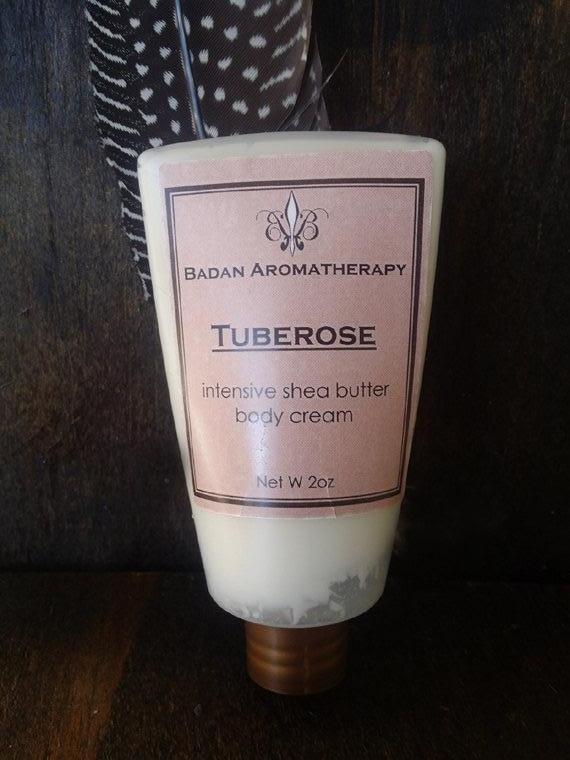 B B
BADAN AROMATHERAPY
TUBEROSE
intensive shea butter
body cream
Net W 2oz